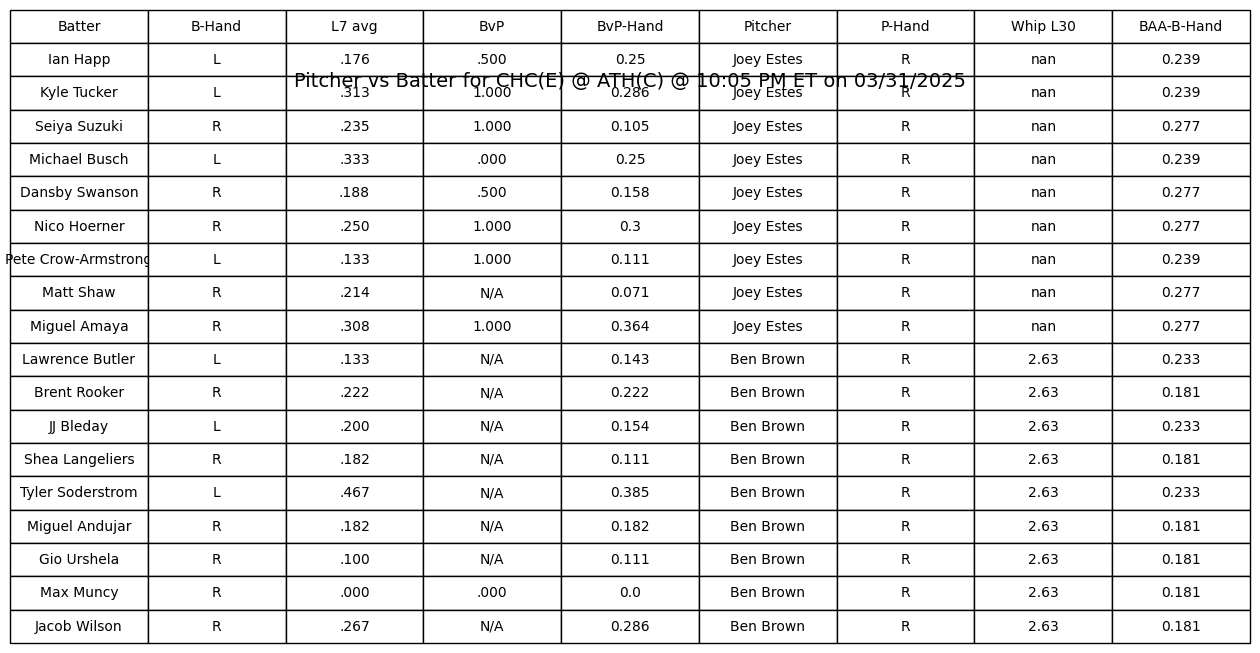 Batter B-Hand L7 avg BvP BvP-Hand Pitcher P-Hand Whip L30 BAA-B-Hand
Ian Happ L .176 .500 0.25 Joey Estes R nan 0.239
Pitcher vs Batter for CHC(E) @ ATH(C) @ 10:05 PM ET on 03/31/2025
Kyle Tucker L .313 1.000 0.286 Joey Estes R nan 0.239
Seiya Suzuki R .235 1.000 0.105 Joey Estes R nan 0.277
Michael Busch L .333 .000 0.25 Joey Estes R nan 0.239
Dansby Swanson R .188 .500 0.158 Joey Estes R nan 0.277
Nico Hoerner R .250 1.000 0.3 Joey Estes R nan 0.277
Pete Crow-Armstrong L .133 1.000 0.111 Joey Estes R nan 0.239
Matt Shaw R .214 N/A 0.071 Joey Estes R nan 0.277
Miguel Amaya R .308 1.000 0.364 Joey Estes R nan 0.277
Lawrence Butler L .133 N/A 0.143 Ben Brown R 2.63 0.233
Brent Rooker R .222 N/A 0.222 Ben Brown R 2.63 0.181
JJ Bleday L .200 N/A 0.154 Ben Brown R 2.63 0.233
Shea Langeliers R .182 N/A 0.111 Ben Brown R 2.63 0.181
Tyler Soderstrom L .467 N/A 0.385 Ben Brown R 2.63 0.233
Miguel Andujar R .182 N/A 0.182 Ben Brown R 2.63 0.181
Gio Urshela R .100 N/A 0.111 Ben Brown R 2.63 0.181
Max Muncy R .000 .000 0.0 Ben Brown R 2.63 0.181
Jacob Wilson R .267 N/A 0.286 Ben Brown R 2.63 0.181